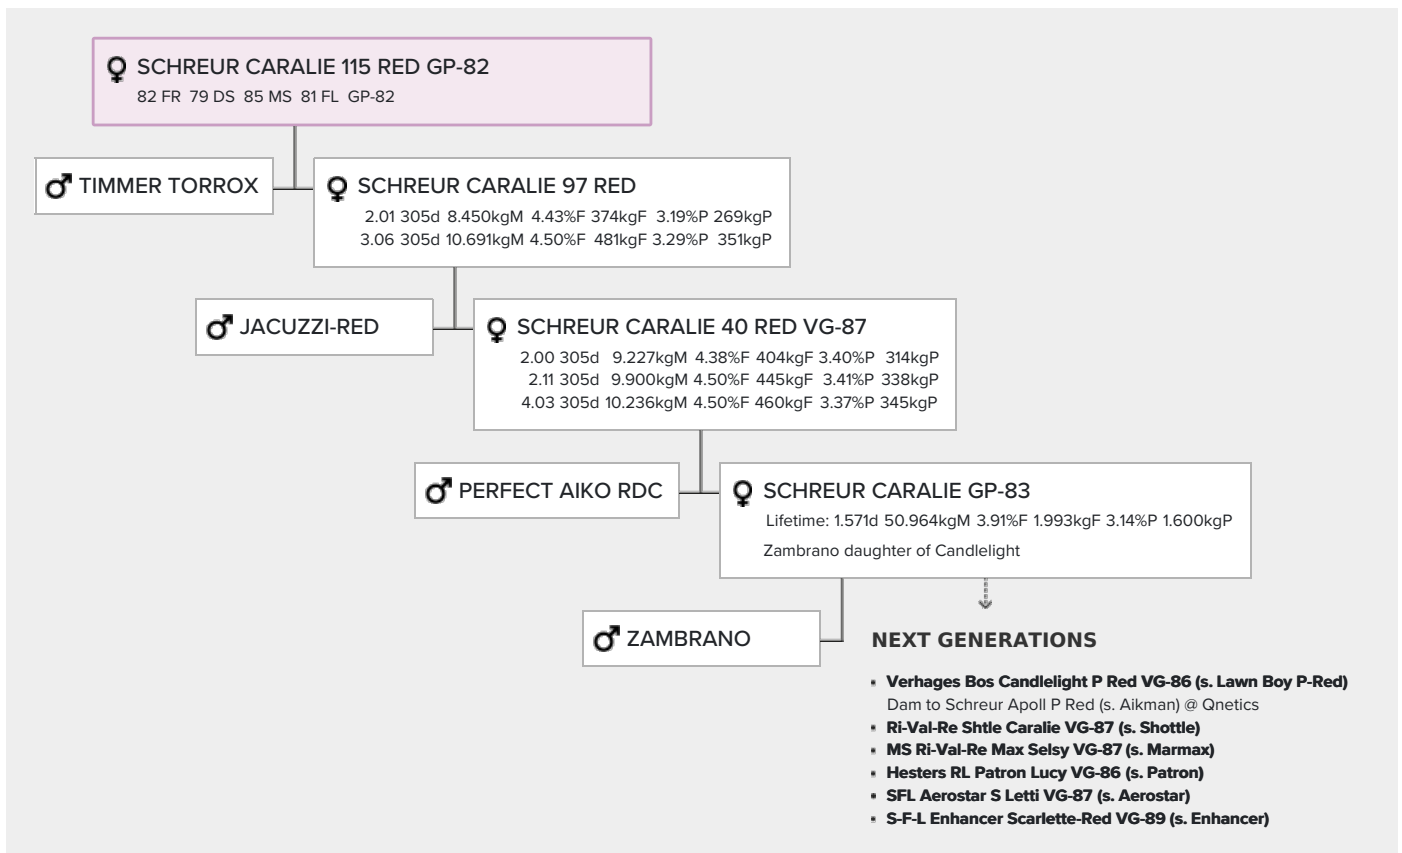 SCHREUR CARALIE 115 RED GP-82
82 FR 79 DS 85 MS 81 FL GP-82
TIMMER TORROX
SCHREUR CARALIE 97 RED
2.01 305d 8.450kgM 4.43%F 374kgF 3.19%P 269kgP
3.06 305d 10.691kgM 4.50%F 481kgF 3.29%P 351kgP
JACUZZI-RED
SCHREUR CARALIE 40 RED VG-87
2.00 305d 9.227kgM 4.38%F 404kgF 3.40%P 314kgP
2.11 305d 9.900kgM 4.50%F 445kgF 3.41%P 338kgP
4.03 305d 10.236kgM 4.50%F 460kgF 3.37%P 345kgP
PERFECT AIKO RDC
SCHREUR CARALIE GP-83
Lifetime: 1.571d 50.964kgM 3.91%F 1.993kgF 3.14%P 1.600kgP
Zambrano daughter of Candlelight
ZAMBRANO
NEXT GENERATIONS
Verhages Bos Candlelight P Red VG-86 (s. Lawn Boy P-Red)
Dam to Schreur Apoll P Red (s. Aikman) @ Qnetics
Ri-Val-Re Shtle Caralie VG-87 (s. Shottle)
MS Ri-Val-Re Max Selsy VG-87 (s. Marmax)
Hesters RL Patron Lucy VG-86 (s. Patron)
SFL Aerostar S Letti VG-87 (s. Aerostar)
S-F-L Enhancer Scarlette-Red VG-89 (s. Enhancer)